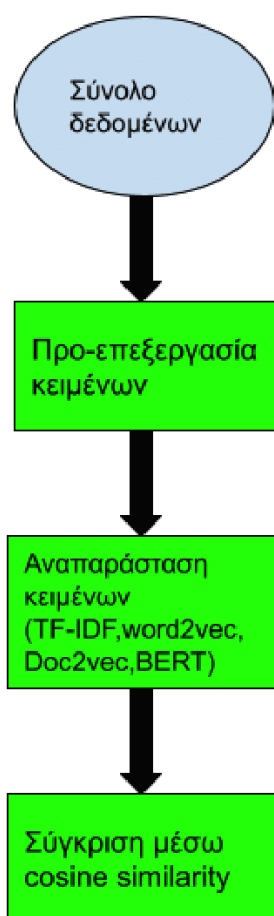 Σύνολο
δεδομένων
Προ-επεξεργασία
κειμένων
Αναπαράσταση
κειμένων
(TF-IDF,word2vec,
Doc2vec,BERT)
Σύγκριση μέσω
cosine similarity